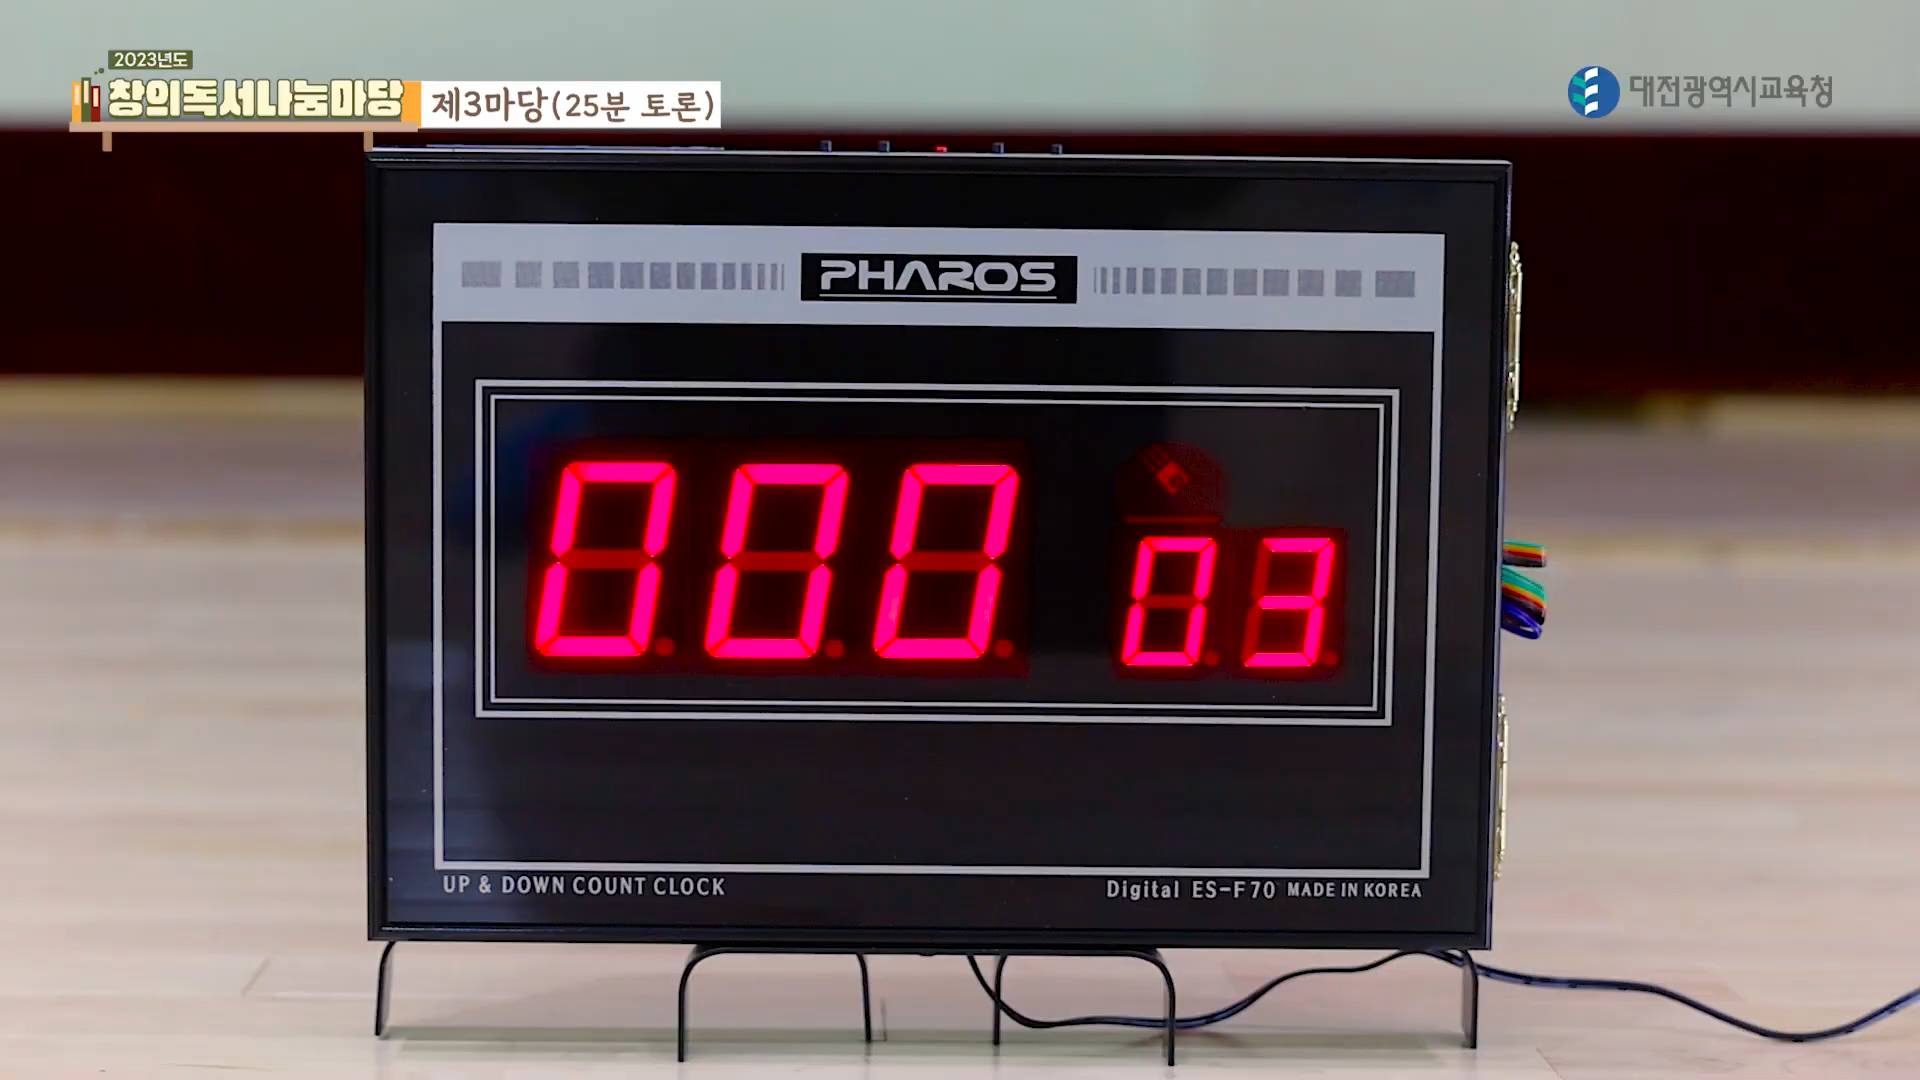 2023년도
창의독서나눔마당 제3마당(25분 토론)
대전광역시교육청
PHAROS
000 03
UP & DOWN COUNT CLOCK
Digital ES-F70 MADE IN KOREA